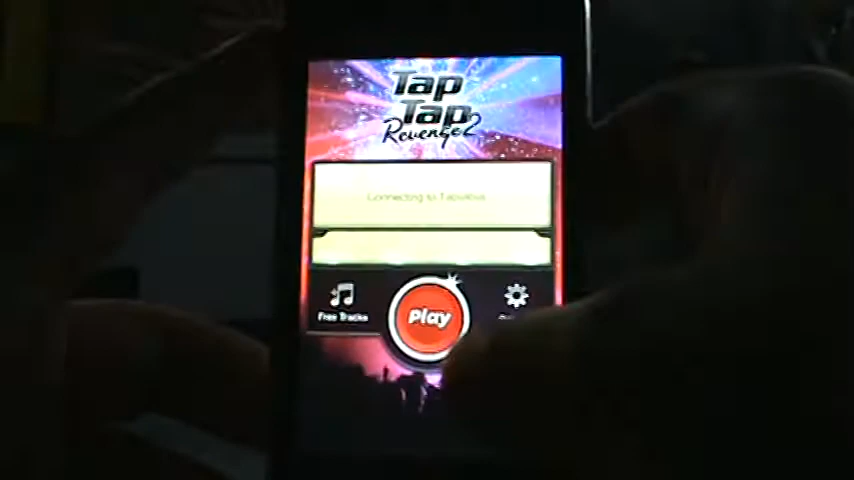 Tap
Tap
Revenge2
Connecting to Tapulous
Free Tracks
Play